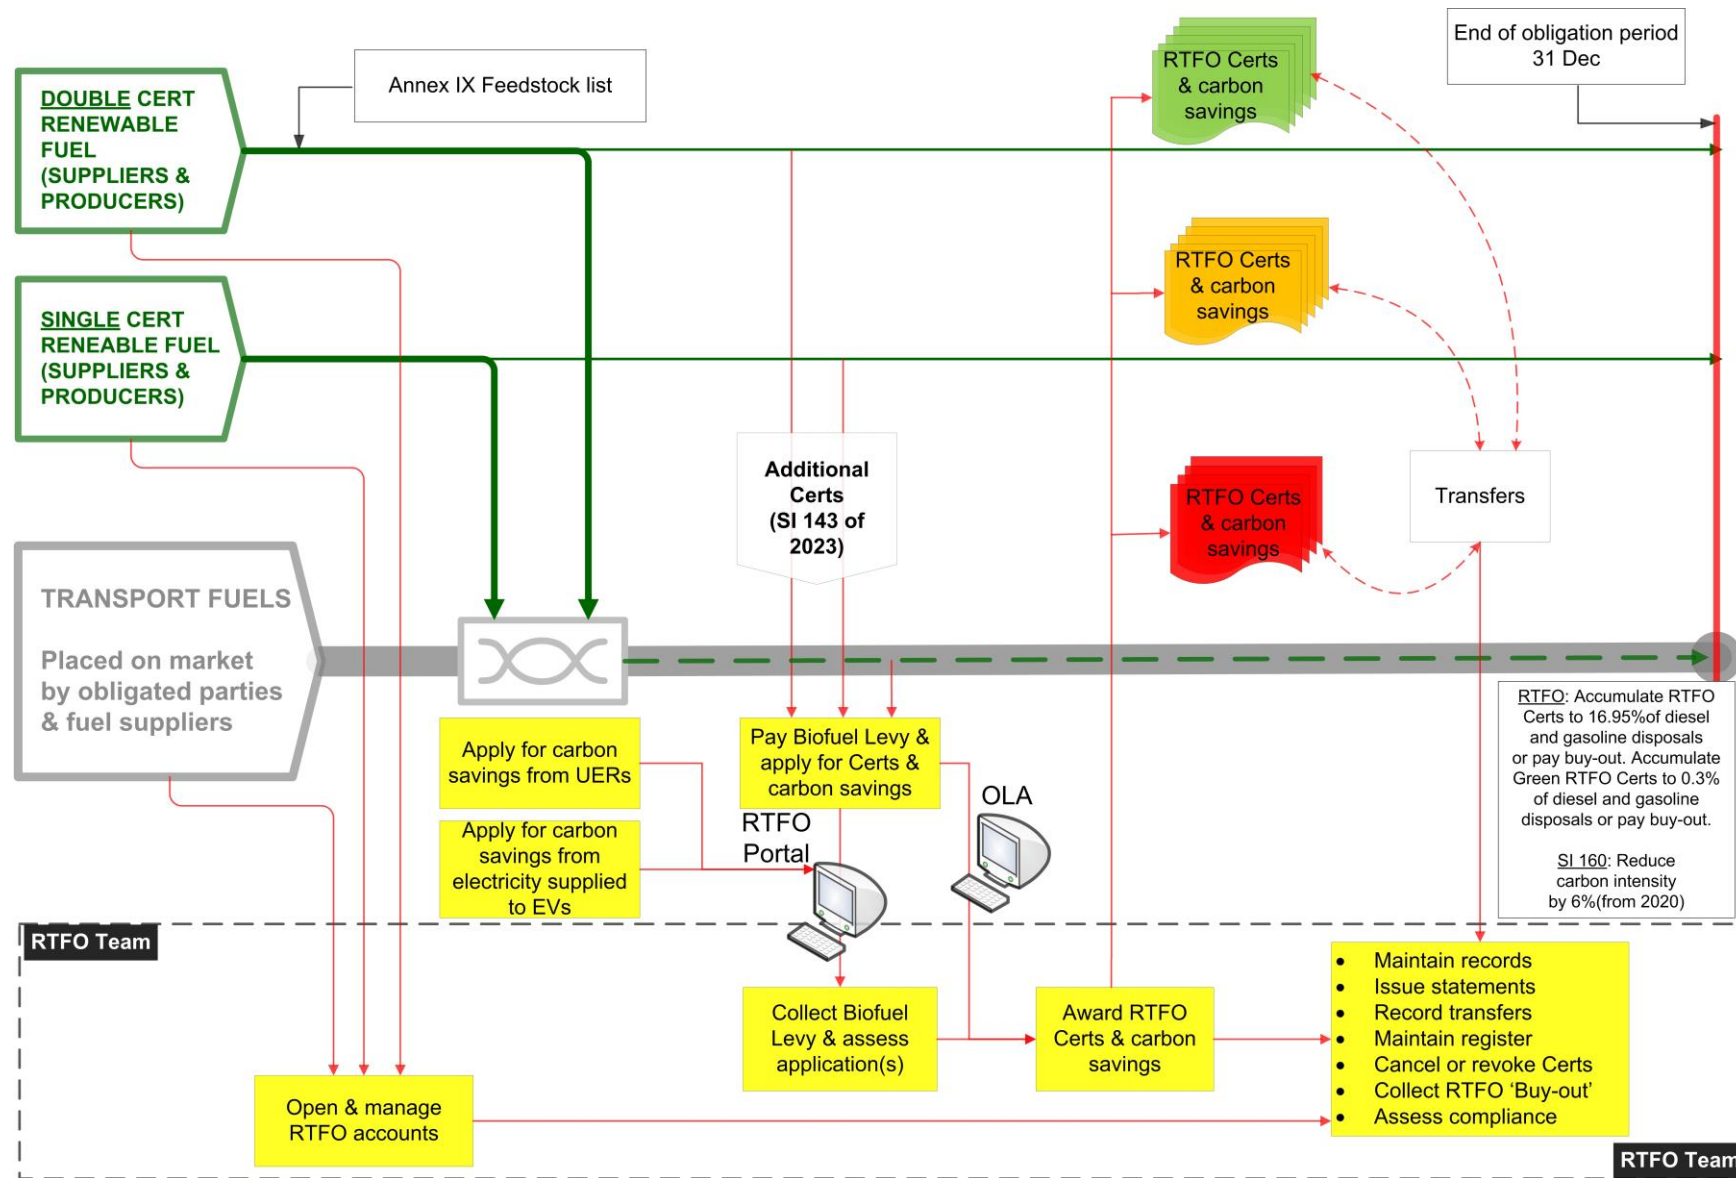 DOUBLE CERT
RENEWABLE
FUEL
(SUPPLIERS &
PRODUCERS)
Annex IX Feedstock list
RTFO Certs
& carbon
savings
End of obligation period
31 Dec
SINGLE CERT
RENEABLE FUEL
(SUPPLIERS &
PRODUCERS)
RTFO Certs
& carbon
savings
Additional
Certs
(SI 143 of
2023)
RTFO Certs
& carbon
savings
Transfers
TRANSPORT FUELS
Placed on market
by obligated parties
& fuel suppliers
Apply for carbon
savings from UERs
Pay Biofuel Levy &
apply for Certs &
carbon savings
RTFO: Accumulate RTFO
Certs to 16.95%of diesel
and gasoline disposals
or pay buy-out. Accumulate
Green RTFO Certs to 0.3%
of diesel and gasoline
disposals or pay buy-out.
SI 160: Reduce
carbon intensity
by 6%(from 2020)
Apply for carbon
savings from
electricity supplied
to EVs
RTFO
Portal
OLA
RTFO Team
Collect Biofuel
Levy & assess
application(s)
Award RTFO
Certs & carbon
savings
• Maintain records
• Issue statements
• Record transfers
• Maintain register
• Cancel or revoke Certs
• Collect RTFO ‘Buy-out’
• Assess compliance
Open & manage
RTFO accounts
RTFO Team